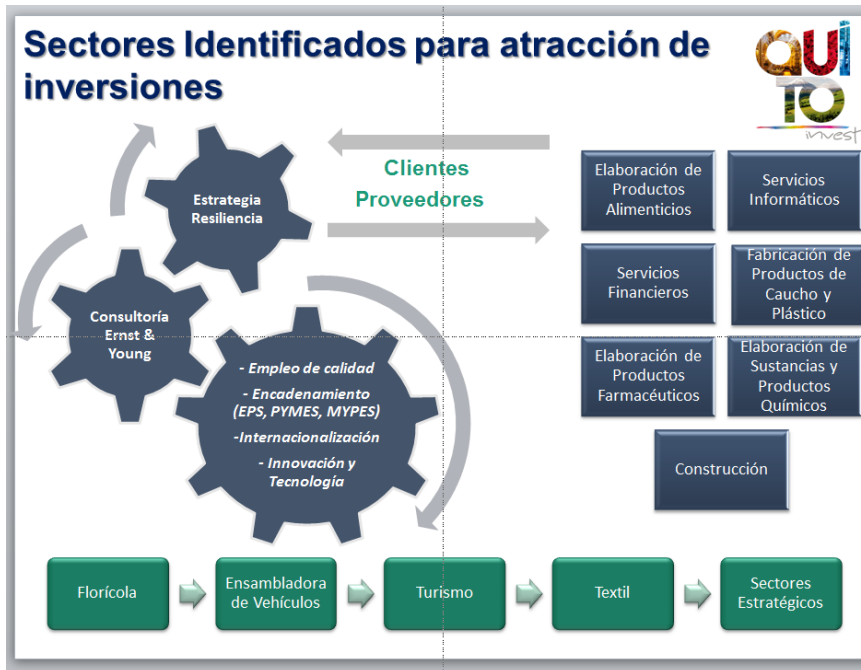 Sectores Identificados para atracción de
inversiones
QUI
TO
invest
Estrategia
Resiliencia
Clientes
Proveedores
Consultoría
Ernst &
Young
- Empleo de calidad
- Encadenamiento
(EPS, PYMES, MYPES)
-Internacionalización
- Innovación y
Tecnología
Elaboración de
Productos
Alimenticios
Servicios
Informáticos
Servicios
Financieros
Fabricación de
Productos de
Caucho y
Plástico
Elaboración de
Productos
Farmacéuticos
Elaboración de
Sustancias y
Productos
Químicos
Construcción
Florícola
Ensambladora
de Vehículos
Turismo
Textil
Sectores
Estratégicos